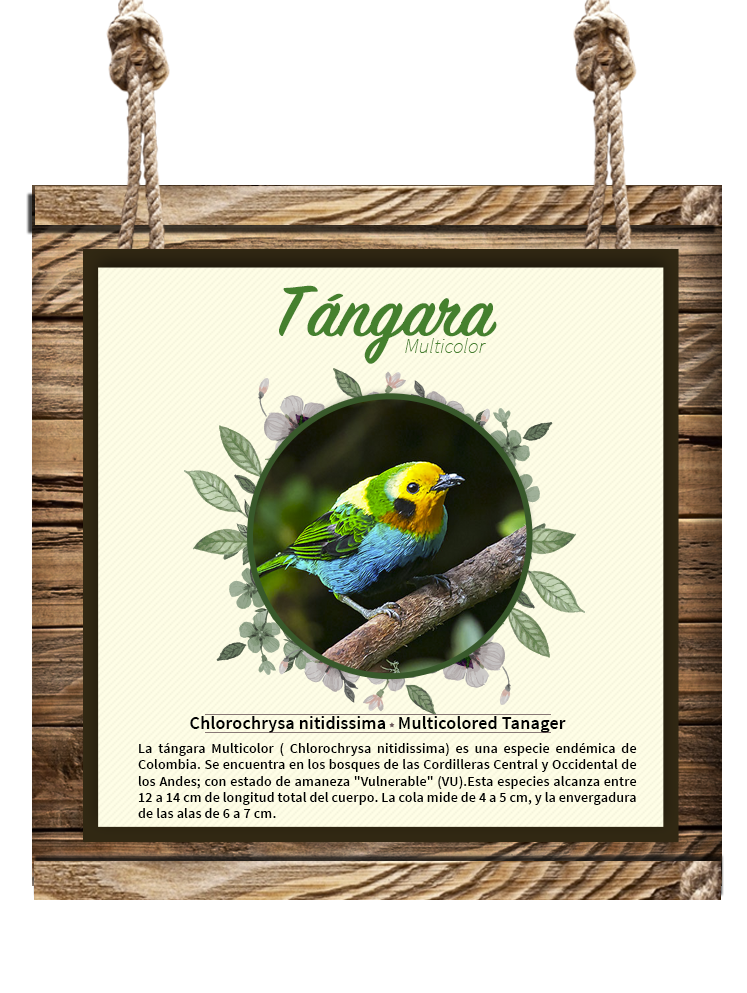 Tángara
Multicolor
Chlorochrysa nitidissima ★ Multicolored Tanager
La tángara Multicolor ( Chlorochrysa nitidissima) es una especie endémica de
Colombia. Se encuentra en los bosques de las Cordilleras Central y Occidental de
los Andes; con estado de amaneza "Vulnerable" (VU).Esta especies alcanza entre
12 a 14 cm de longitud total del cuerpo. La cola mide de 4 a 5 cm, y la envergadura
de las alas de 6 a 7 cm.